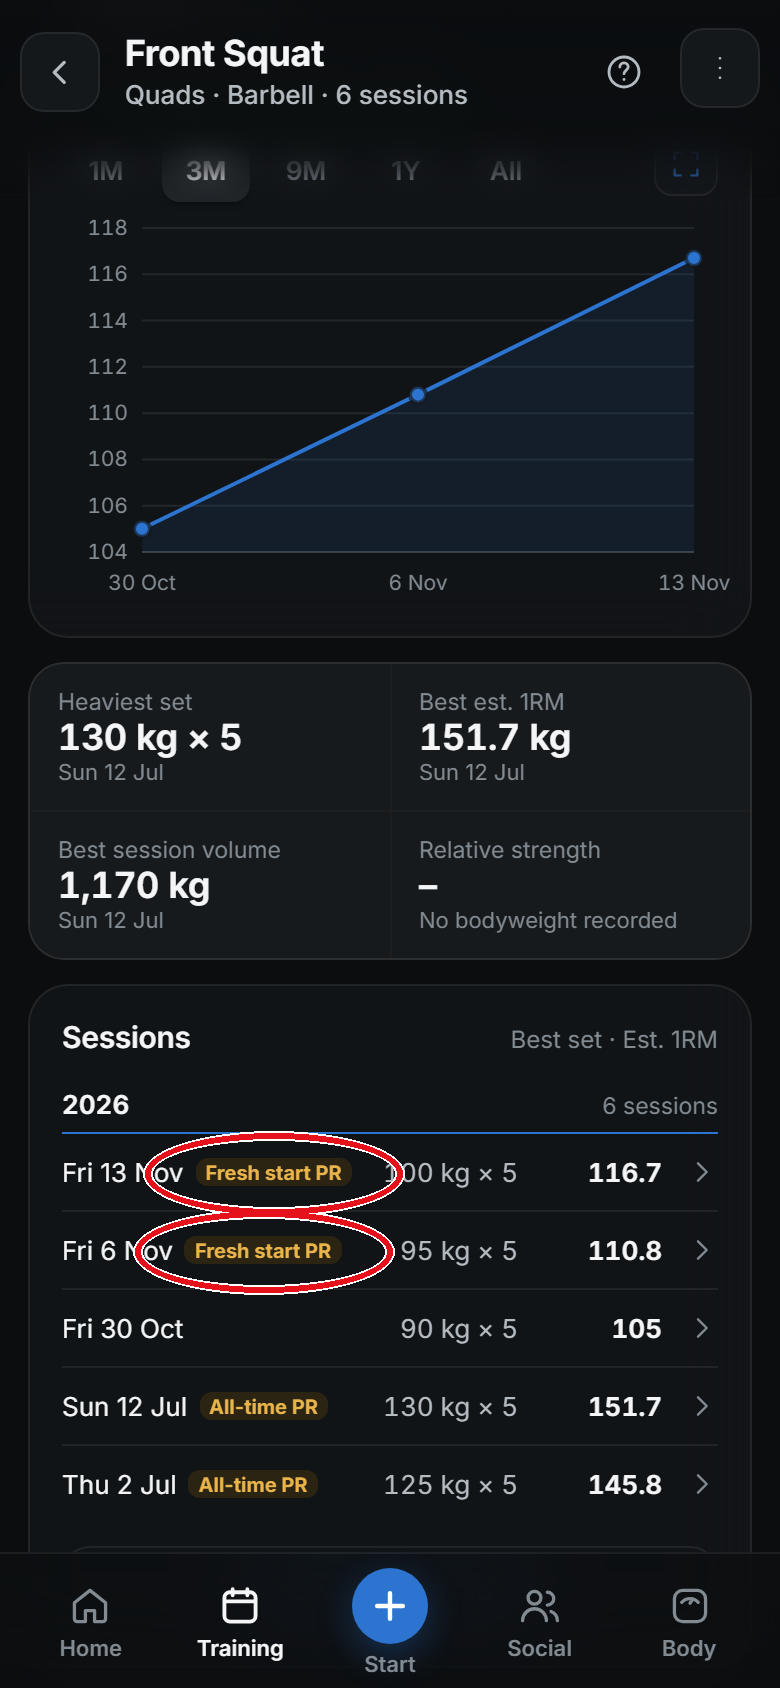 Front Squat
Quads · Barbell · 6 sessions
1M 3M 9M 1Y All
118
116
114
112
110
108
106
104
30 Oct 6 Nov 13 Nov
Heaviest set
130 kg × 5
Sun 12 Jul
Best est. 1RM
151.7 kg
Sun 12 Jul
Best session volume
1,170 kg
Sun 12 Jul
Relative strength
–
No bodyweight recorded
Sessions Best set · Est. 1RM
2026 6 sessions
Fri 13 Nov Fresh start PR 100 kg × 5 116.7
Fri 6 Nov Fresh start PR 95 kg × 5 110.8
Fri 30 Oct 90 kg × 5 105
Sun 12 Jul All-time PR 130 kg × 5 151.7
Thu 2 Jul All-time PR 125 kg × 5 145.8
Home Training Start Social Body